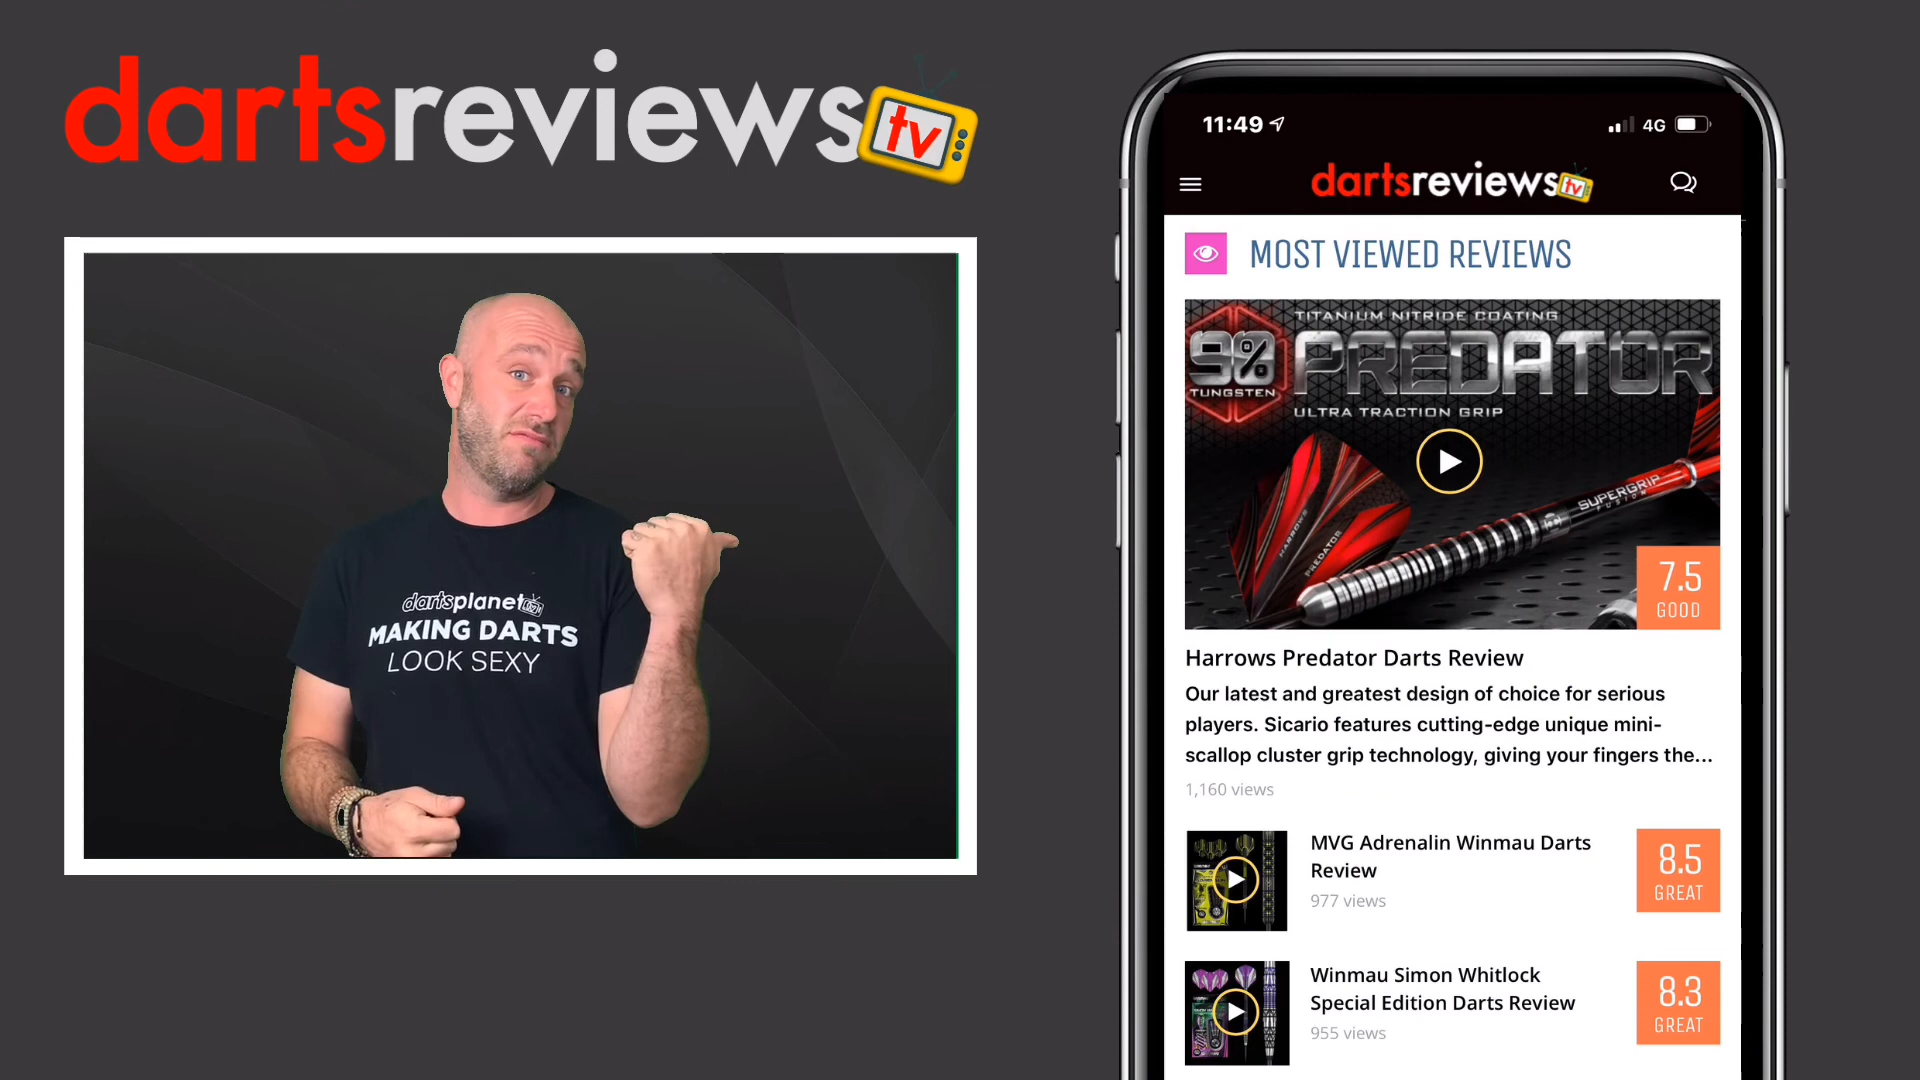 dartsreviews tv
dartsplanet
MAKING DARTS
LOOK SEXY
11:49
4G
dartsreviews tv
MOST VIEWED REVIEWS
TITANIUM NITRIDE COATING
90%
TUNGSTEN
PREDATOR
ULTRA TRACTION GRIP
SUPERGRIP
FUSION
HARROWS
PREDATOR
7.5
GOOD
Harrows Predator Darts Review
Our latest and greatest design of choice for serious
players. Sicario features cutting-edge unique mini-
scallop cluster grip technology, giving your fingers the...
1,160 views
MVG Adrenalin Winmau Darts
Review
977 views
8.5
GREAT
Winmau Simon Whitlock
Special Edition Darts Review
955 views
8.3
GREAT